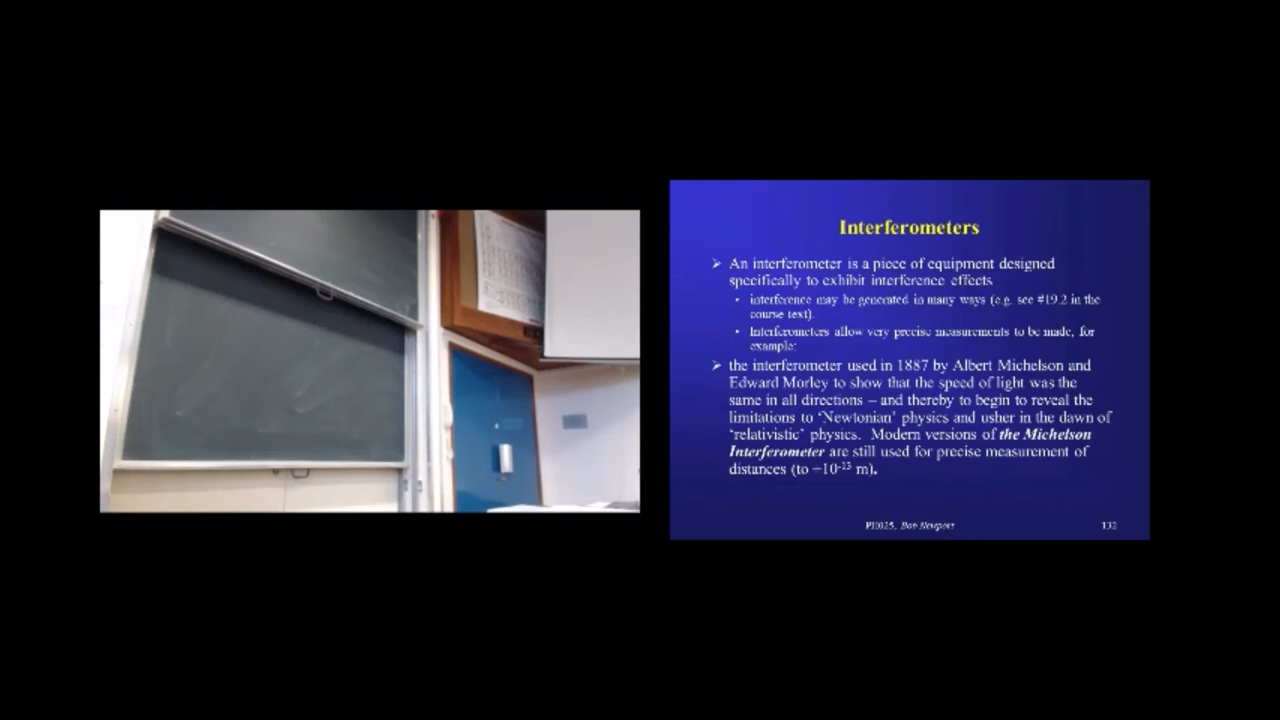 Interferometers
➢ An interferometer is a piece of equipment designed
specifically to exhibit interference effects
• interference may be generated in many ways (e.g. see #19.2 in the
course text).
• Interferometers allow very precise measurements to be made, for
example:
➢ the interferometer used in 1887 by Albert Michelson and
Edward Morley to show that the speed of light was the
same in all directions – and thereby to begin to reveal the
limitations to ‘Newtonian’ physics and usher in the dawn of
‘relativistic’ physics. Modern versions of the Michelson
Interferometer are still used for precise measurement of
distances (to ~10⁻¹³ m).
PH025, Bob Newport
132